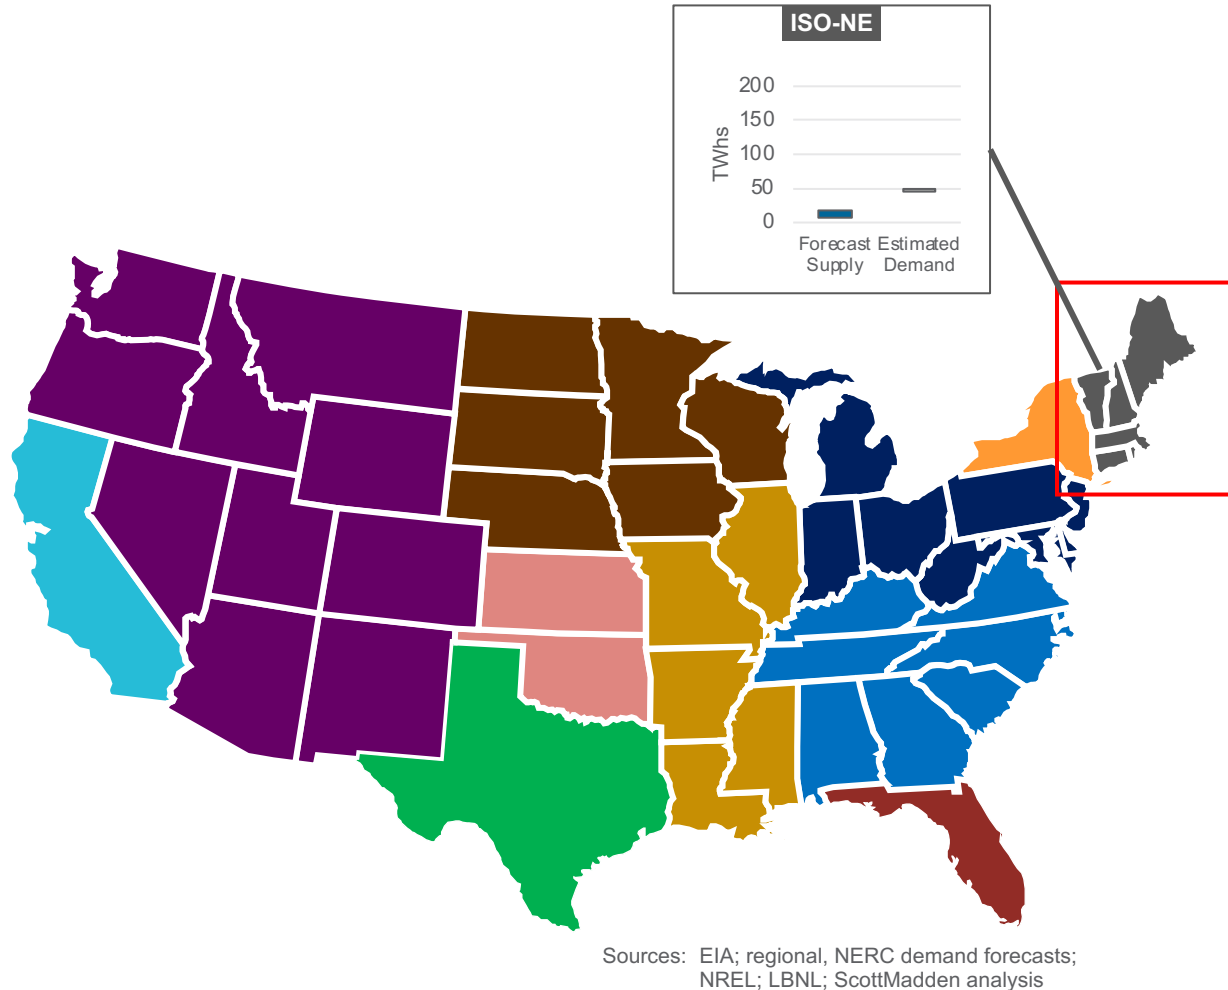 ISO-NE
200
150
100
50
0
TWhs
Forecast Supply
Estimated Demand
Sources: EIA; regional, NERC demand forecasts;
NREL; LBNL; ScottMadden analysis